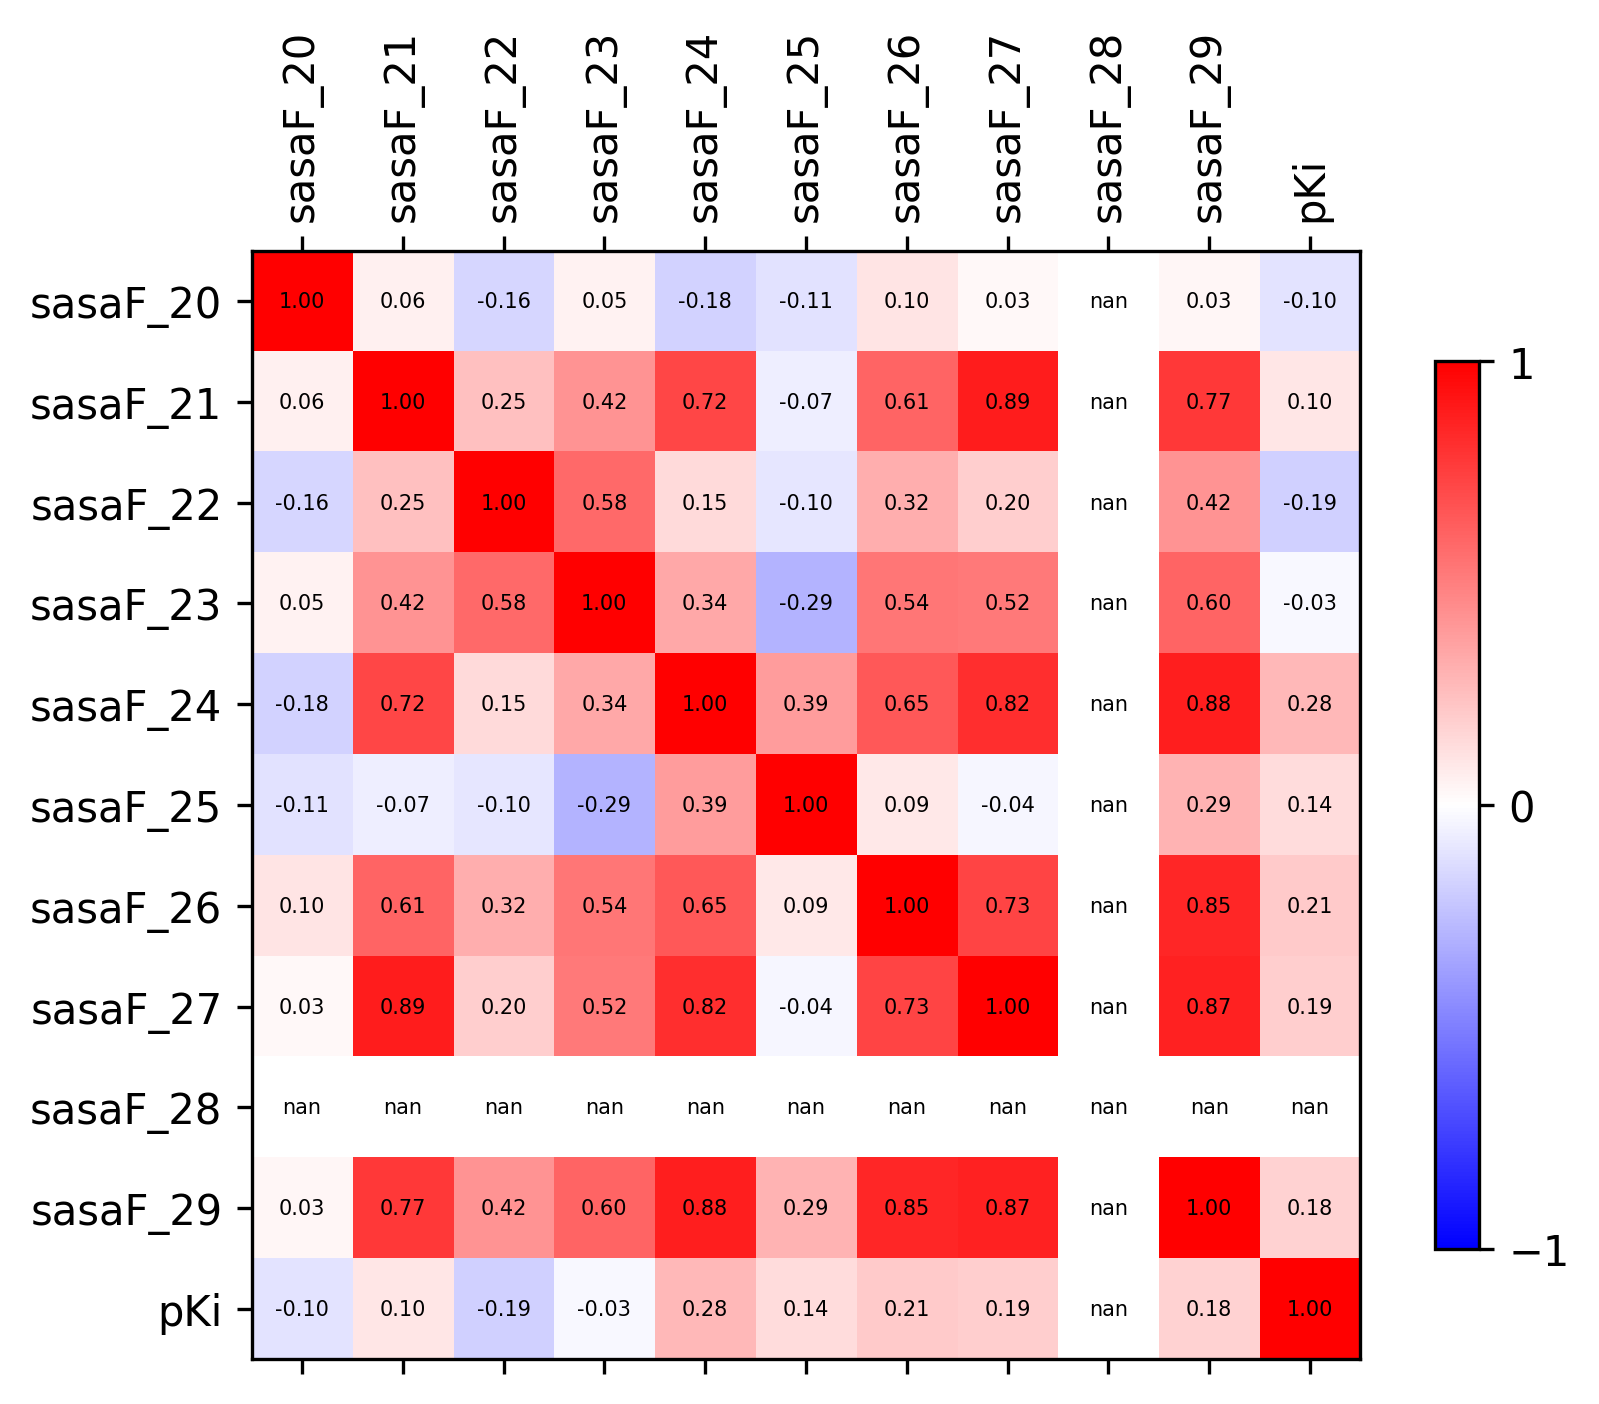 sasaF_20 sasaF_21 sasaF_22 sasaF_23 sasaF_24 sasaF_25 sasaF_26 sasaF_27 sasaF_28 sasaF_29 pKi
sasaF_20 1.00 0.06 -0.16 0.05 -0.18 -0.11 0.10 0.03 nan 0.03 -0.10
sasaF_21 0.06 1.00 0.25 0.42 0.72 -0.07 0.61 0.89 nan 0.77 0.10
sasaF_22 -0.16 0.25 1.00 0.58 0.15 -0.10 0.32 0.20 nan 0.42 -0.19
sasaF_23 0.05 0.42 0.58 1.00 0.34 -0.29 0.54 0.52 nan 0.60 -0.03
sasaF_24 -0.18 0.72 0.15 0.34 1.00 0.39 0.65 0.82 nan 0.88 0.28
sasaF_25 -0.11 -0.07 -0.10 -0.29 0.39 1.00 0.09 -0.04 nan 0.29 0.14
sasaF_26 0.10 0.61 0.32 0.54 0.65 0.09 1.00 0.73 nan 0.85 0.21
sasaF_27 0.03 0.89 0.20 0.52 0.82 -0.04 0.73 1.00 nan 0.87 0.19
sasaF_28 nan nan nan nan nan nan nan nan nan nan nan
sasaF_29 0.03 0.77 0.42 0.60 0.88 0.29 0.85 0.87 nan 1.00 0.18
pKi -0.10 0.10 -0.19 -0.03 0.28 0.14 0.21 0.19 nan 0.18 1.00
1
0
−1